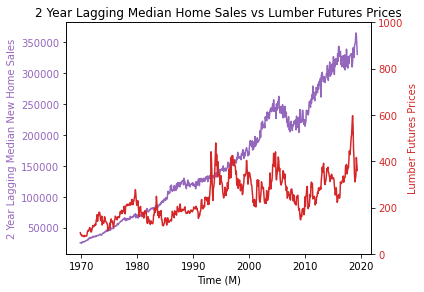 2 Year Lagging Median Home Sales vs Lumber Futures Prices
2 Year Lagging Median New Home Sales
350000
300000
250000
200000
150000
100000
50000
1000
800
600
400
200
0
Lumber Futures Prices
1970 1980 1990 2000 2010 2020
Time (M)